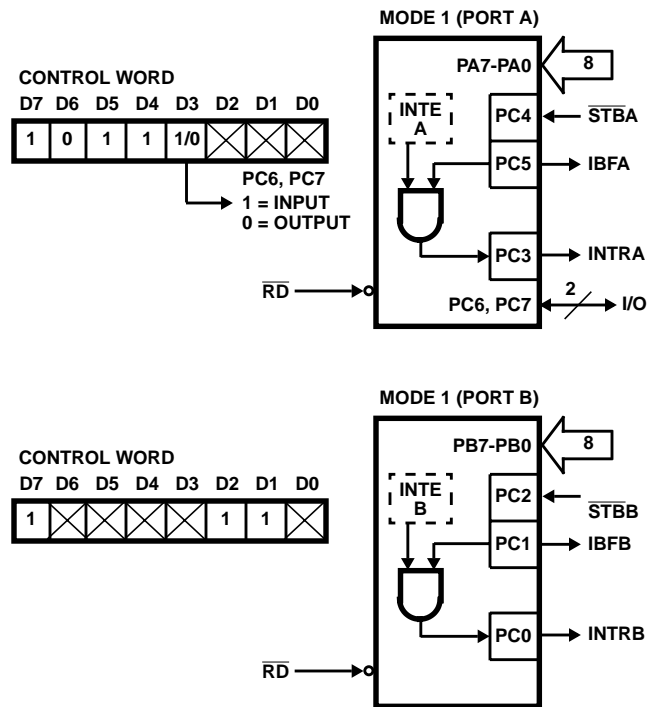 MODE 1 (PORT A)
CONTROL WORD
D7 D6 D5 D4 D3 D2 D1 D0
1 0 1 1 1/0
PC6, PC7
1 = INPUT
0 = OUTPUT
RD
PA7-PA0
8
INTE
A
PC4
STBA
PC5
IBFA
PC3
INTRA
PC6, PC7
2
I/O
MODE 1 (PORT B)
CONTROL WORD
D7 D6 D5 D4 D3 D2 D1 D0
1 1 1
RD
PB7-PB0
8
INTE
B
PC2
STBB
PC1
IBFB
PC0
INTRB